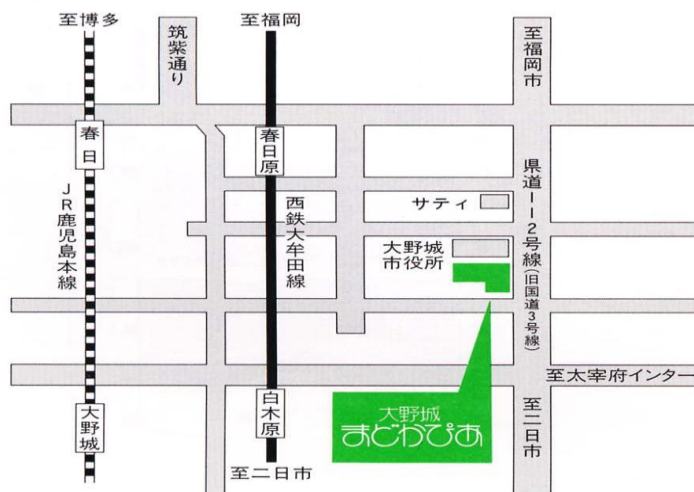 至博多
筑紫通り
至福岡
至福岡市
春日
春日原
県道112号線(旧国道3号線)
JR鹿児島本線
西鉄大牟田線
サティ
大野城
市役所
至太宰府インター
大野城
白木原
大野城
まどかぴあ
至二日市
至二日市